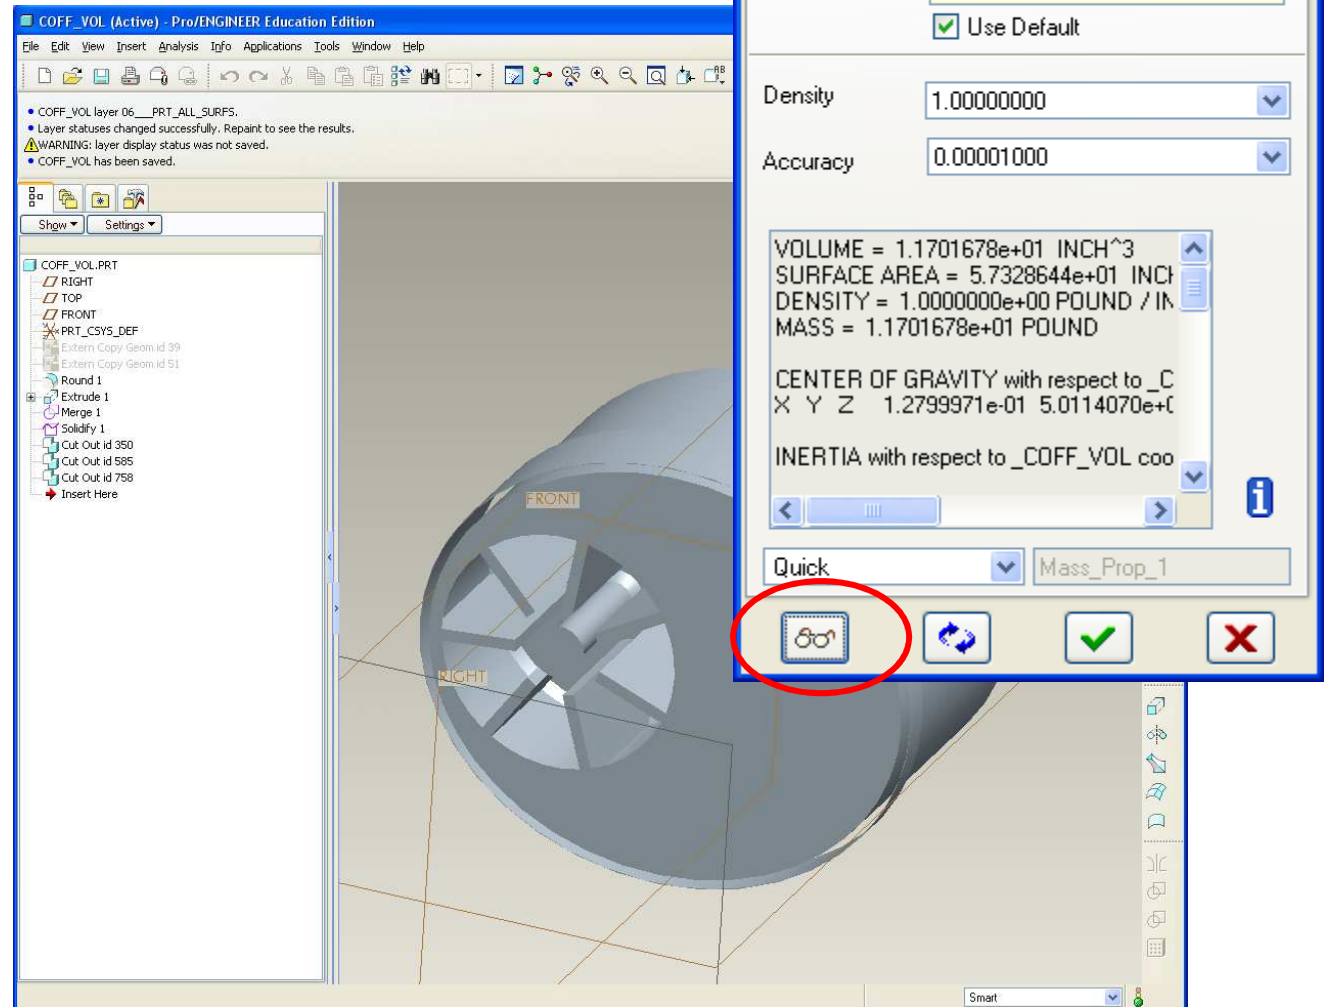 COFF_VOL (Active) - Pro/ENGINEER Education Edition
File Edit View Insert Analysis Info Applications Tools Window Help
• COFF_VOL layer 06___PRT_ALL_SURFS.
• Layer statuses changed successfully. Repaint to see the results.
WARNING: layer display status was not saved.
• COFF_VOL has been saved.
Show Settings
COFF_VOL.PRT
RIGHT
TOP
FRONT
PRT_CSYS_DEF
Extern Copy Geom id 39
Extern Copy Geom id 51
Round 1
Extrude 1
Merge 1
Solidify 1
Cut Out id 350
Cut Out id 585
Cut Out id 758
Insert Here
FRONT
RIGHT
Use Default
Density 1.00000000
Accuracy 0.00001000
VOLUME = 1.1701678e+01 INCH^3
SURFACE AREA = 5.7328644e+01 INCH
DENSITY = 1.0000000e+00 POUND / IN
MASS = 1.1701678e+01 POUND
CENTER OF GRAVITY with respect to _C
X Y Z 1.2799971e-01 5.0114070e+0
INERTIA with respect to _COFF_VOL coo
Quick Mass_Prop_1
Smart